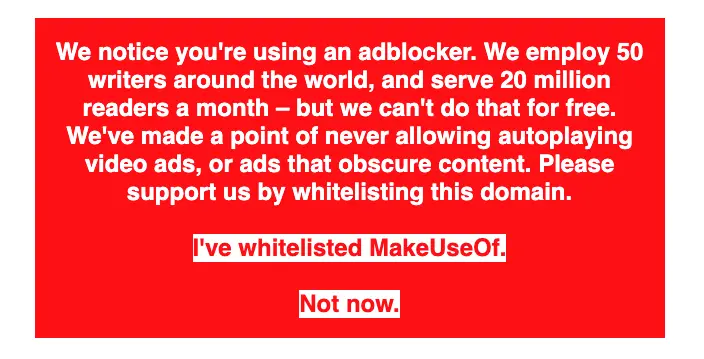 We notice you're using an adblocker. We employ 50
writers around the world, and serve 20 million
readers a month – but we can't do that for free.
We've made a point of never allowing autoplaying
video ads, or ads that obscure content. Please
support us by whitelisting this domain.
I've whitelisted MakeUseOf.
Not now.